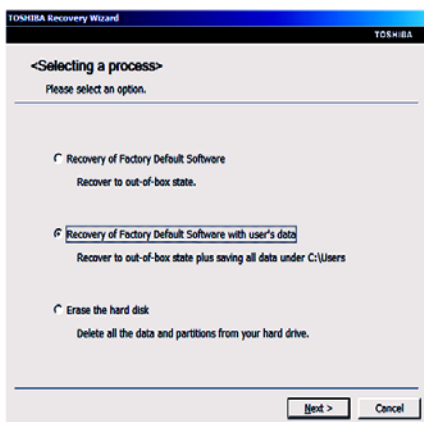 TOSHIBA Recovery Wizard
TOSHIBA
<Selecting a process>
Please select an option.
Recovery of Factory Default Software
Recover to out-of-box state.
Recovery of Factory Default Software with user's data
Recover to out-of-box state plus saving all data under C:\Users
Erase the hard disk
Delete all the data and partitions from your hard drive.
Next >
Cancel